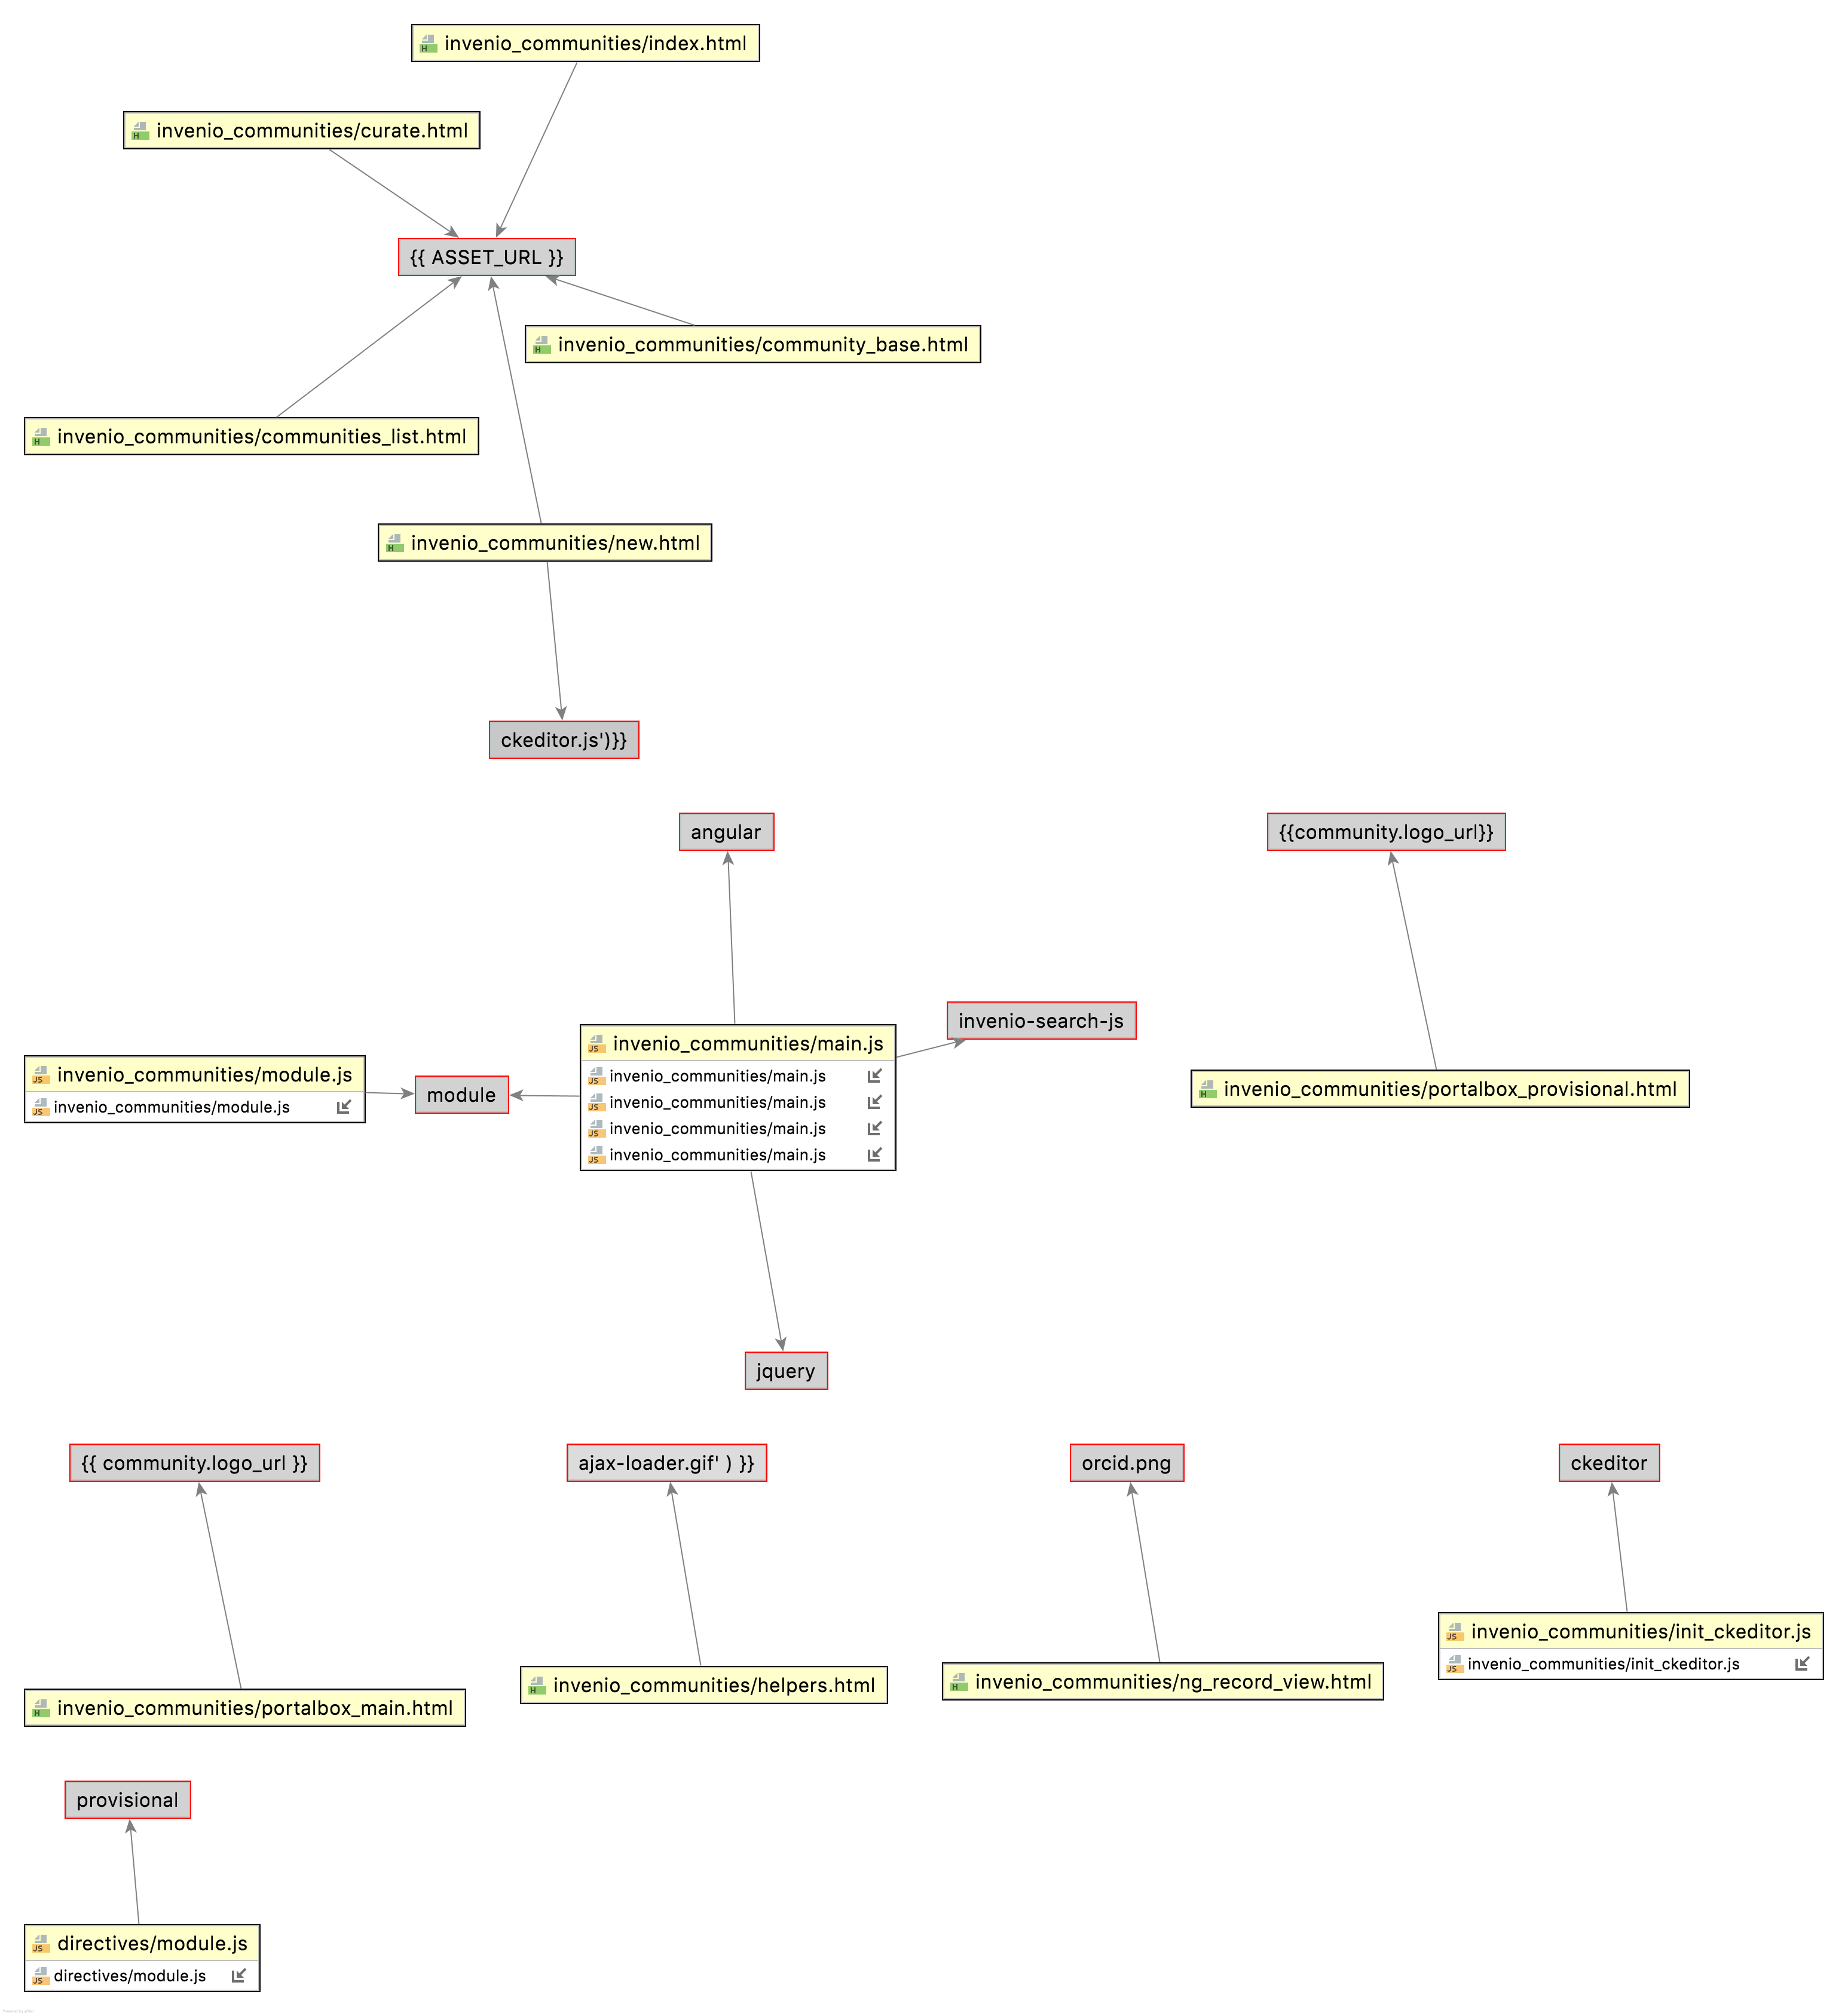 invenio_communities/index.html
invenio_communities/curate.html
{{ ASSET_URL }}
invenio_communities/community_base.html
invenio_communities/communities_list.html
invenio_communities/new.html
ckeditor.js')}}
angular
{{community.logo_url}}
invenio-search-js
invenio_communities/main.js
invenio_communities/main.js
invenio_communities/main.js
invenio_communities/main.js
invenio_communities/main.js
invenio_communities/module.js
invenio_communities/module.js
module
invenio_communities/portalbox_provisional.html
jquery
{{ community.logo_url }}
ajax-loader.gif' ) }}
orcid.png
ckeditor
invenio_communities/init_ckeditor.js
invenio_communities/init_ckeditor.js
invenio_communities/portalbox_main.html
invenio_communities/helpers.html
invenio_communities/ng_record_view.html
provisional
directives/module.js
directives/module.js